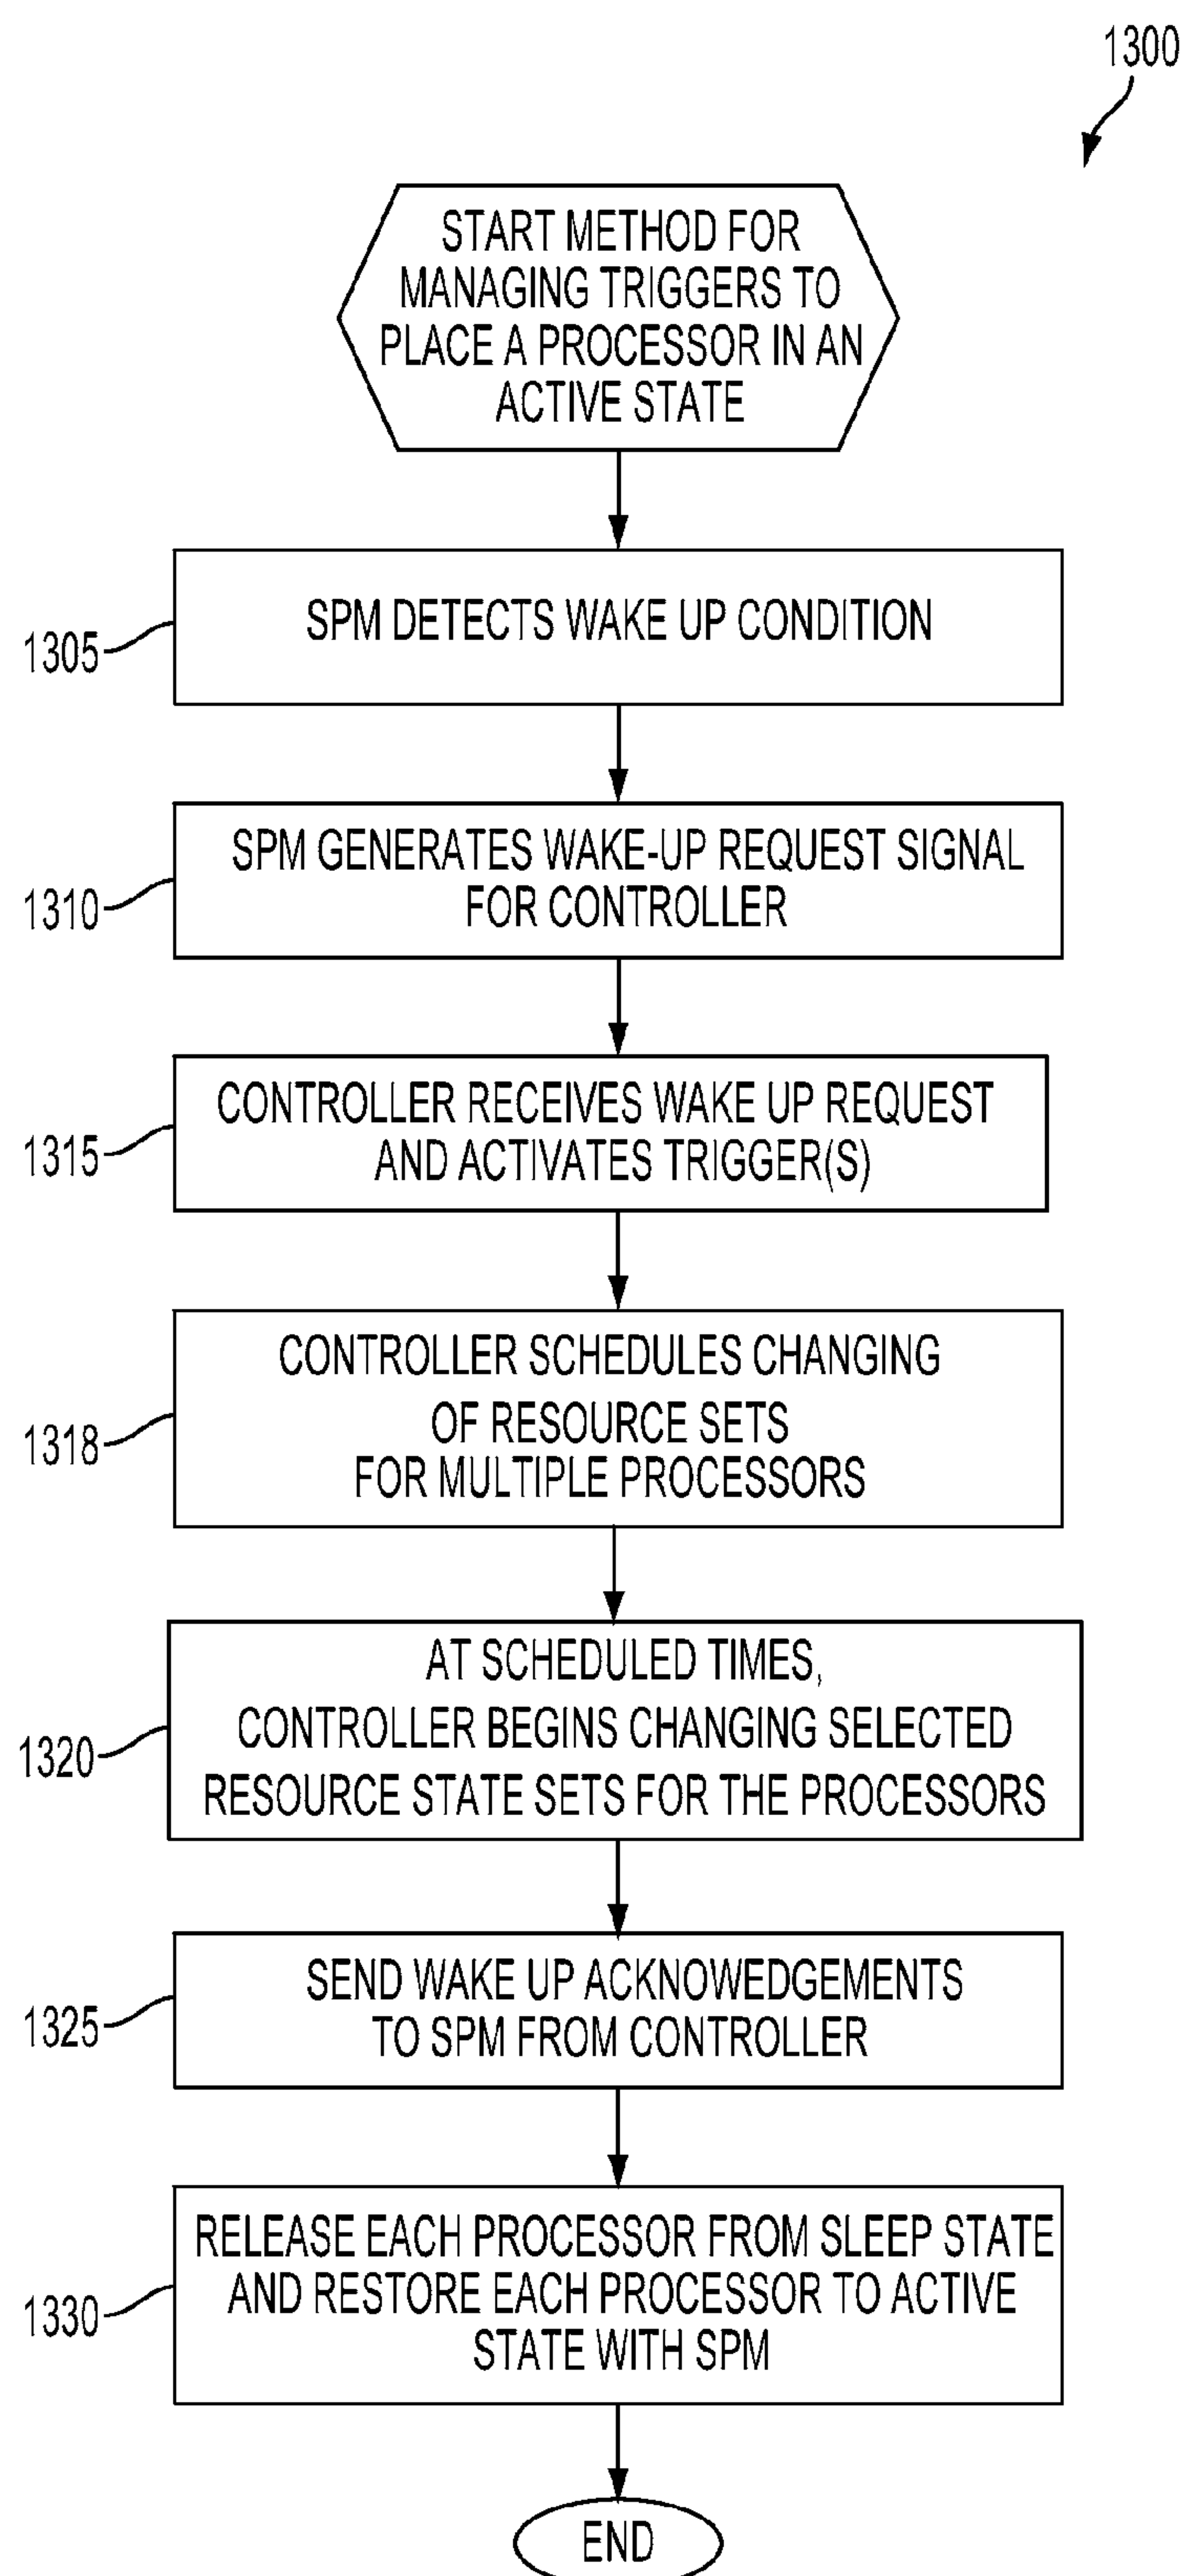 1300
START METHOD FOR
MANAGING TRIGGERS TO
PLACE A PROCESSOR IN AN
ACTIVE STATE
SPM DETECTS WAKE UP CONDITION
1305
SPM GENERATES WAKE-UP REQUEST SIGNAL
FOR CONTROLLER
1310
CONTROLLER RECEIVES WAKE UP REQUEST
AND ACTIVATES TRIGGER(S)
1315
CONTROLLER SCHEDULES CHANGING
OF RESOURCE SETS
FOR MULTIPLE PROCESSORS
1318
AT SCHEDULED TIMES,
CONTROLLER BEGINS CHANGING SELECTED
RESOURCE STATE SETS FOR THE PROCESSORS
1320
SEND WAKE UP ACKNOWEDGEMENTS
TO SPM FROM CONTROLLER
1325
RELEASE EACH PROCESSOR FROM SLEEP STATE
AND RESTORE EACH PROCESSOR TO ACTIVE
STATE WITH SPM
1330
END